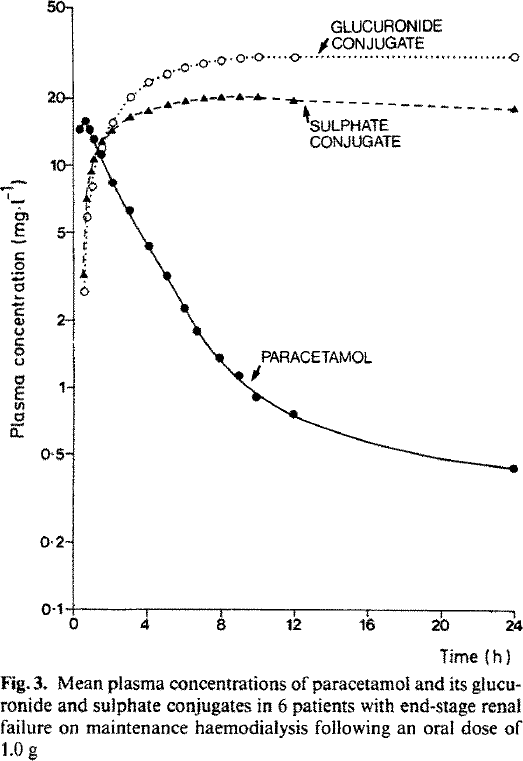 50
20
10
5
2
1
0·5
0·2
0·1
Plasma concentration (mg·l⁻¹)
GLUCURONIDE
CONJUGATE
SULPHATE
CONJUGATE
PARACETAMOL
0 4 8 12 16 20 24
Time (h)
Fig. 3. Mean plasma concentrations of paracetamol and its glucu-
ronide and sulphate conjugates in 6 patients with end-stage renal
failure on maintenance haemodialysis following an oral dose of
1.0 g